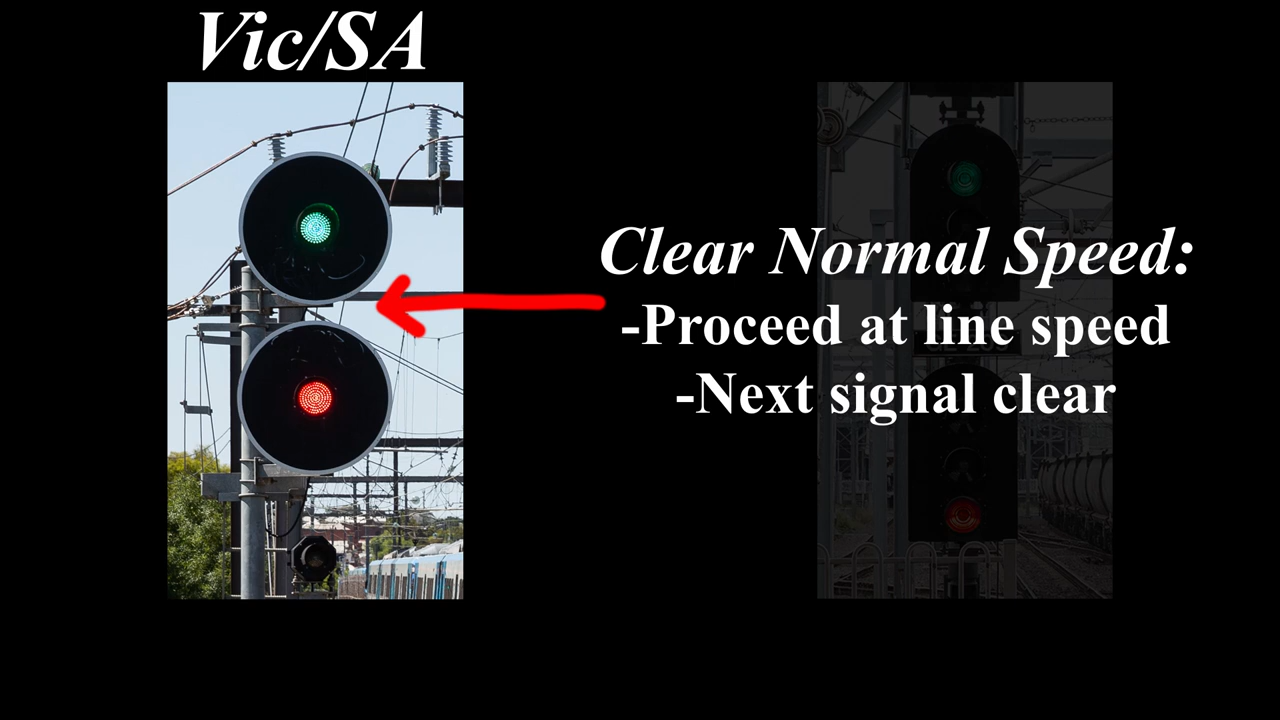 Vic/SA
Clear Normal Speed:
-Proceed at line speed
-Next signal clear